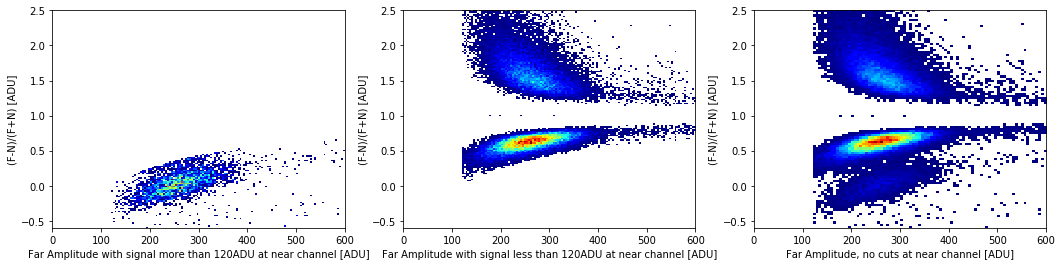 2.5
2.0
1.5
1.0
0.5
0.0
−0.5
(F-N)/(F+N) [ADU]
0 100 200 300 400 500 600
Far Amplitude with signal more than 120ADU at near channel [ADU]
2.5
2.0
1.5
1.0
0.5
0.0
−0.5
(F-N)/(F+N) [ADU]
0 100 200 300 400 500 600
Far Amplitude with signal less than 120ADU at near channel [ADU]
2.5
2.0
1.5
1.0
0.5
0.0
−0.5
(F-N)/(F+N) [ADU]
0 100 200 300 400 500 600
Far Amplitude, no cuts at near channel [ADU]